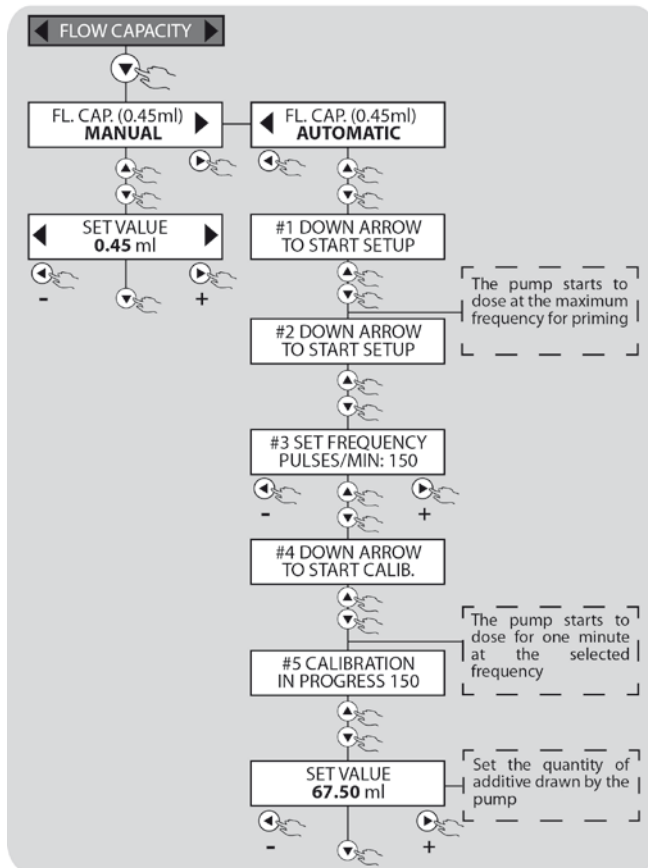 FLOW CAPACITY
FL. CAP. (0.45ml)
MANUAL
FL. CAP. (0.45ml)
AUTOMATIC
SET VALUE
0.45 ml
-
+
#1 DOWN ARROW
TO START SETUP
The pump starts to
dose at the maximum
frequency for priming
#2 DOWN ARROW
TO START SETUP
#3 SET FREQUENCY
PULSES/MIN: 150
-
+
#4 DOWN ARROW
TO START CALIB.
The pump starts to
dose for one minute
at the selected
frequency
#5 CALIBRATION
IN PROGRESS 150
SET VALUE
67.50 ml
Set the quantity of
additive drawn by the
pump
-
+